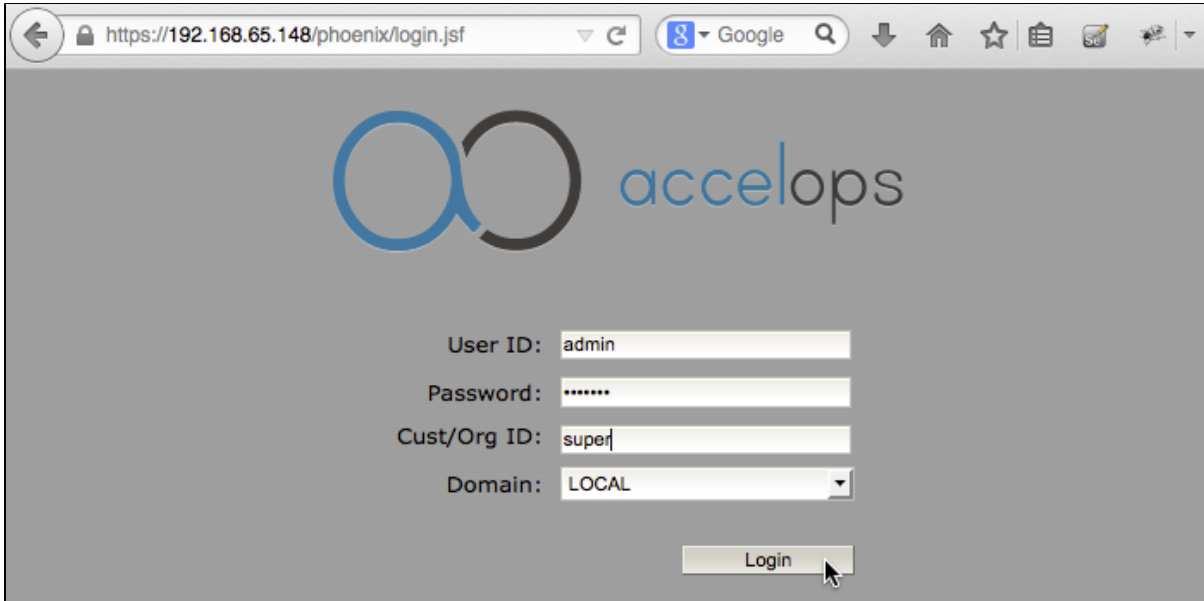 https://192.168.65.148/phoenix/login.jsf
8 Google
accelops
User ID: admin
Password: •••••••
Cust/Org ID: super
Domain: LOCAL
Login